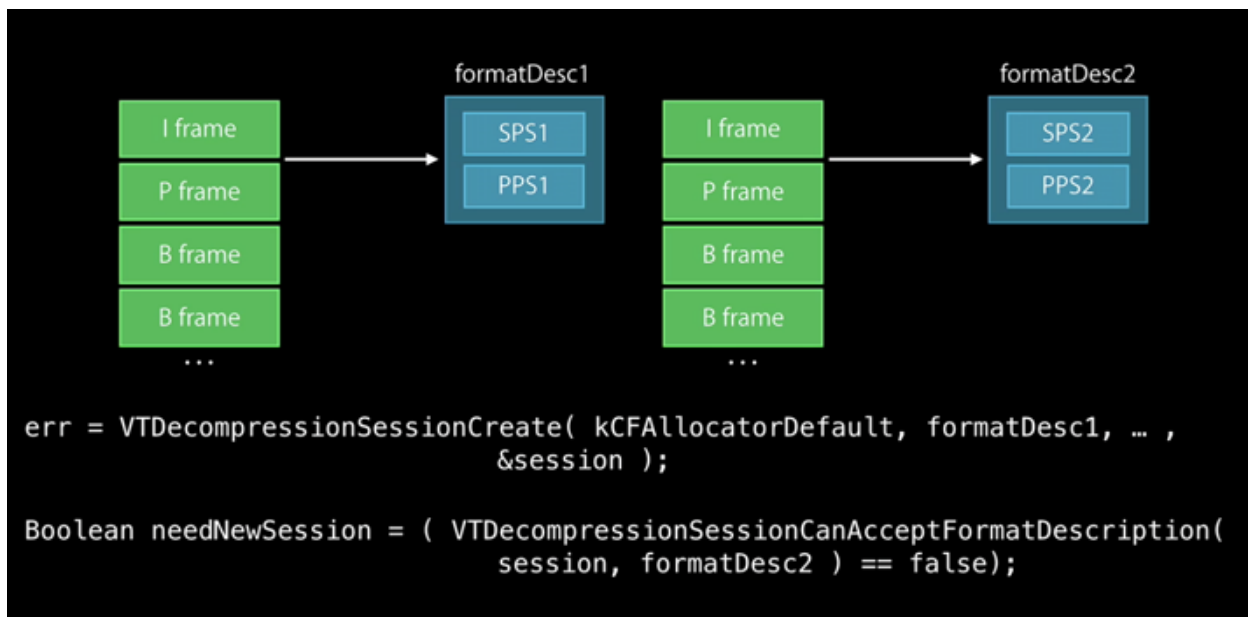 formatDesc1
formatDesc2
I frame
SPS1
I frame
SPS2
P frame
PPS1
P frame
PPS2
B frame
B frame
B frame
B frame
...
...
err = VTDecompressionSessionCreate( kCFAllocatorDefault, formatDesc1, … ,
&session );
Boolean needNewSession = ( VTDecompressionSessionCanAcceptFormatDescription(
session, formatDesc2 ) == false);